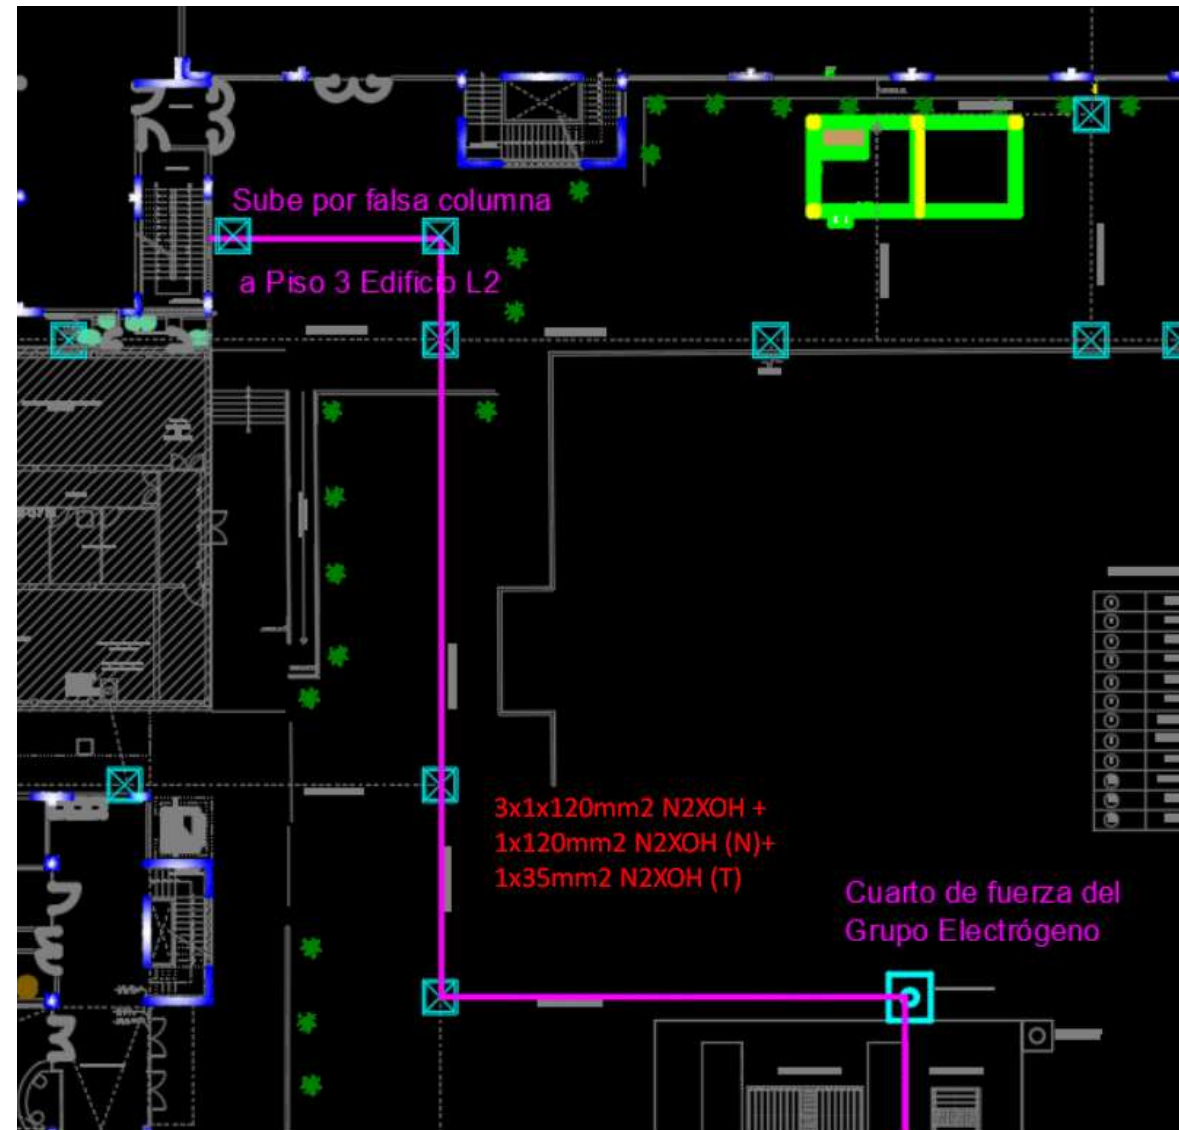 Sube por falsa columna
a Piso 3 Edificio L2
3x1x120mm2 N2XOH +
1x120mm2 N2XOH (N)+
1x35mm2 N2XOH (T)
Cuarto de fuerza del
Grupo Electrógeno